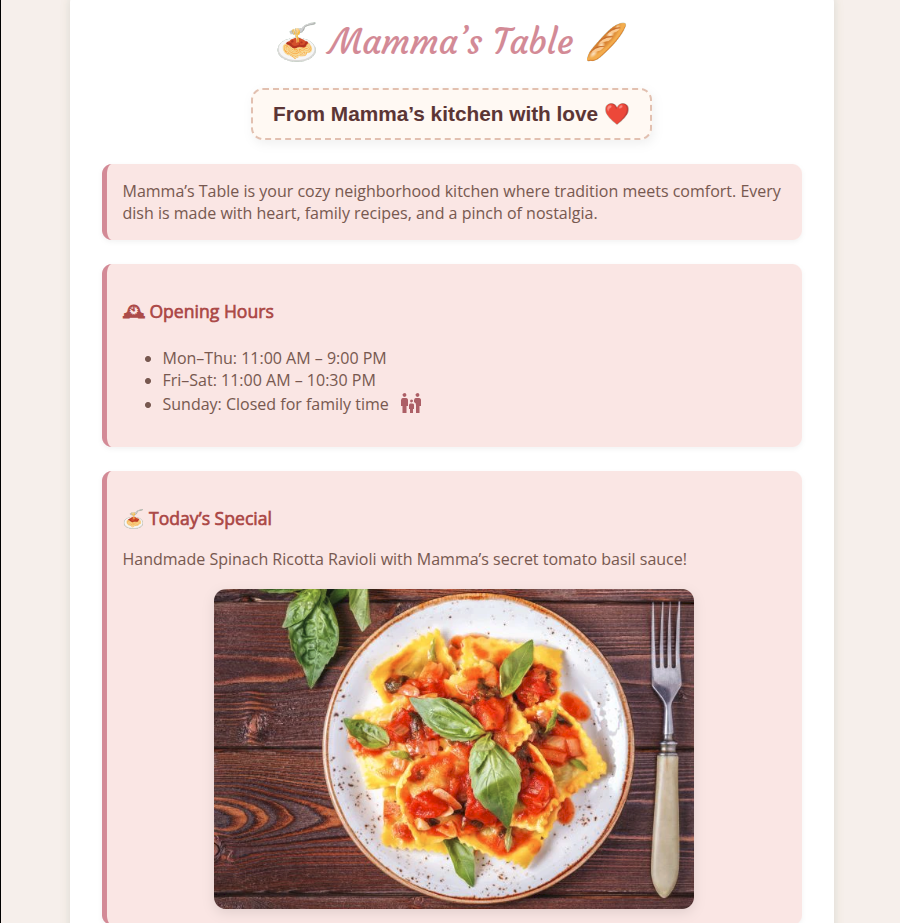 Mamma’s Table
From Mamma’s kitchen with love
Mamma’s Table is your cozy neighborhood kitchen where tradition meets comfort. Every
dish is made with heart, family recipes, and a pinch of nostalgia.
Opening Hours
Mon–Thu: 11:00 AM – 9:00 PM
Fri–Sat: 11:00 AM – 10:30 PM
Sunday: Closed for family time
Today’s Special
Handmade Spinach Ricotta Ravioli with Mamma’s secret tomato basil sauce!